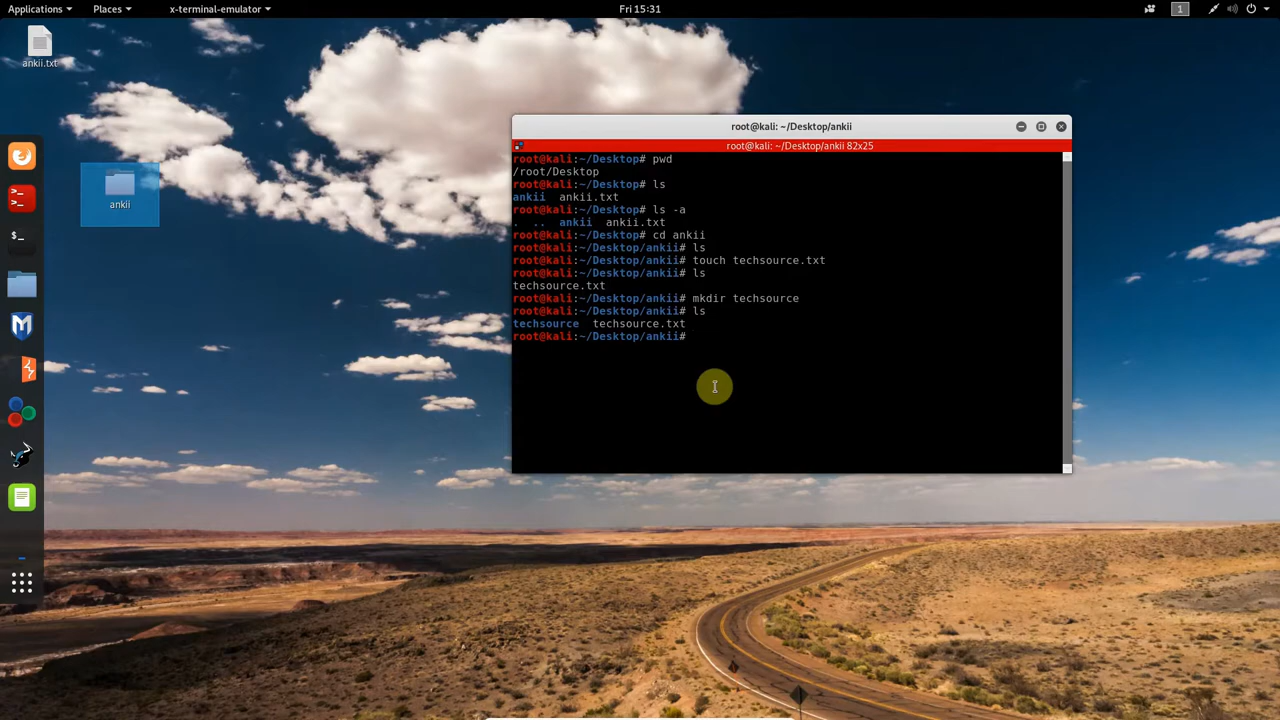 Applications Places x-terminal-emulator Fri 15:31 1
ankii.txt
ankii
root@kali: ~/Desktop/ankii
root@kali: ~/Desktop/ankii 82x25
root@kali:~/Desktop# pwd
/root/Desktop
root@kali:~/Desktop# ls
ankii  ankii.txt
root@kali:~/Desktop# ls -a
.  ..  ankii  ankii.txt
root@kali:~/Desktop# cd ankii
root@kali:~/Desktop/ankii# ls
root@kali:~/Desktop/ankii# touch techsource.txt
root@kali:~/Desktop/ankii# ls
techsource.txt
root@kali:~/Desktop/ankii# mkdir techsource
root@kali:~/Desktop/ankii# ls
techsource  techsource.txt
root@kali:~/Desktop/ankii#